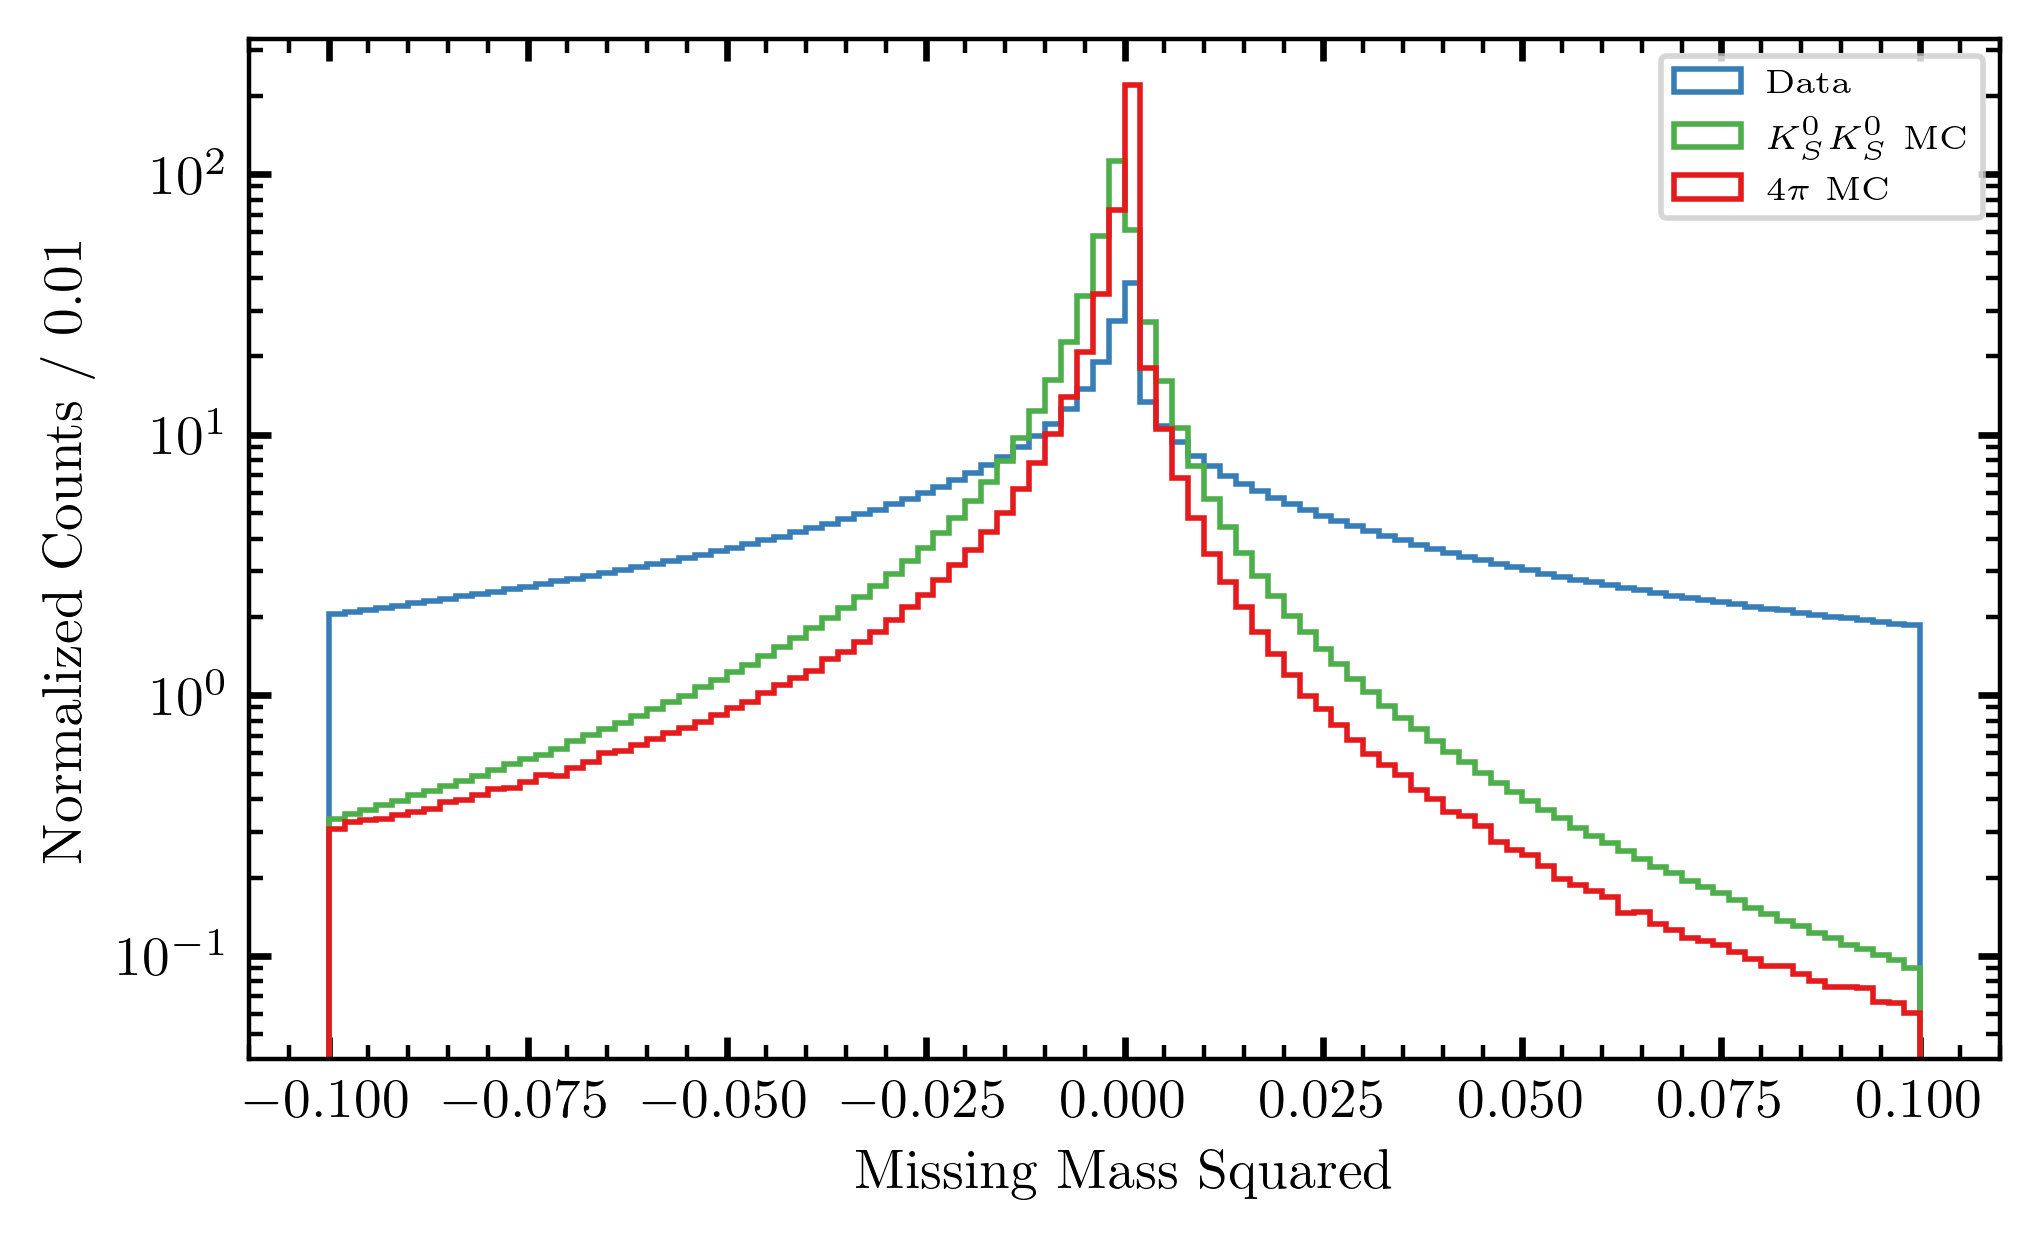 Data
$K_S^0 K_S^0$ MC
$4\pi$ MC
Normalized Counts / 0.01
$10^2$
$10^1$
$10^0$
$10^{-1}$
−0.100 −0.075 −0.050 −0.025 0.000 0.025 0.050 0.075 0.100
Missing Mass Squared